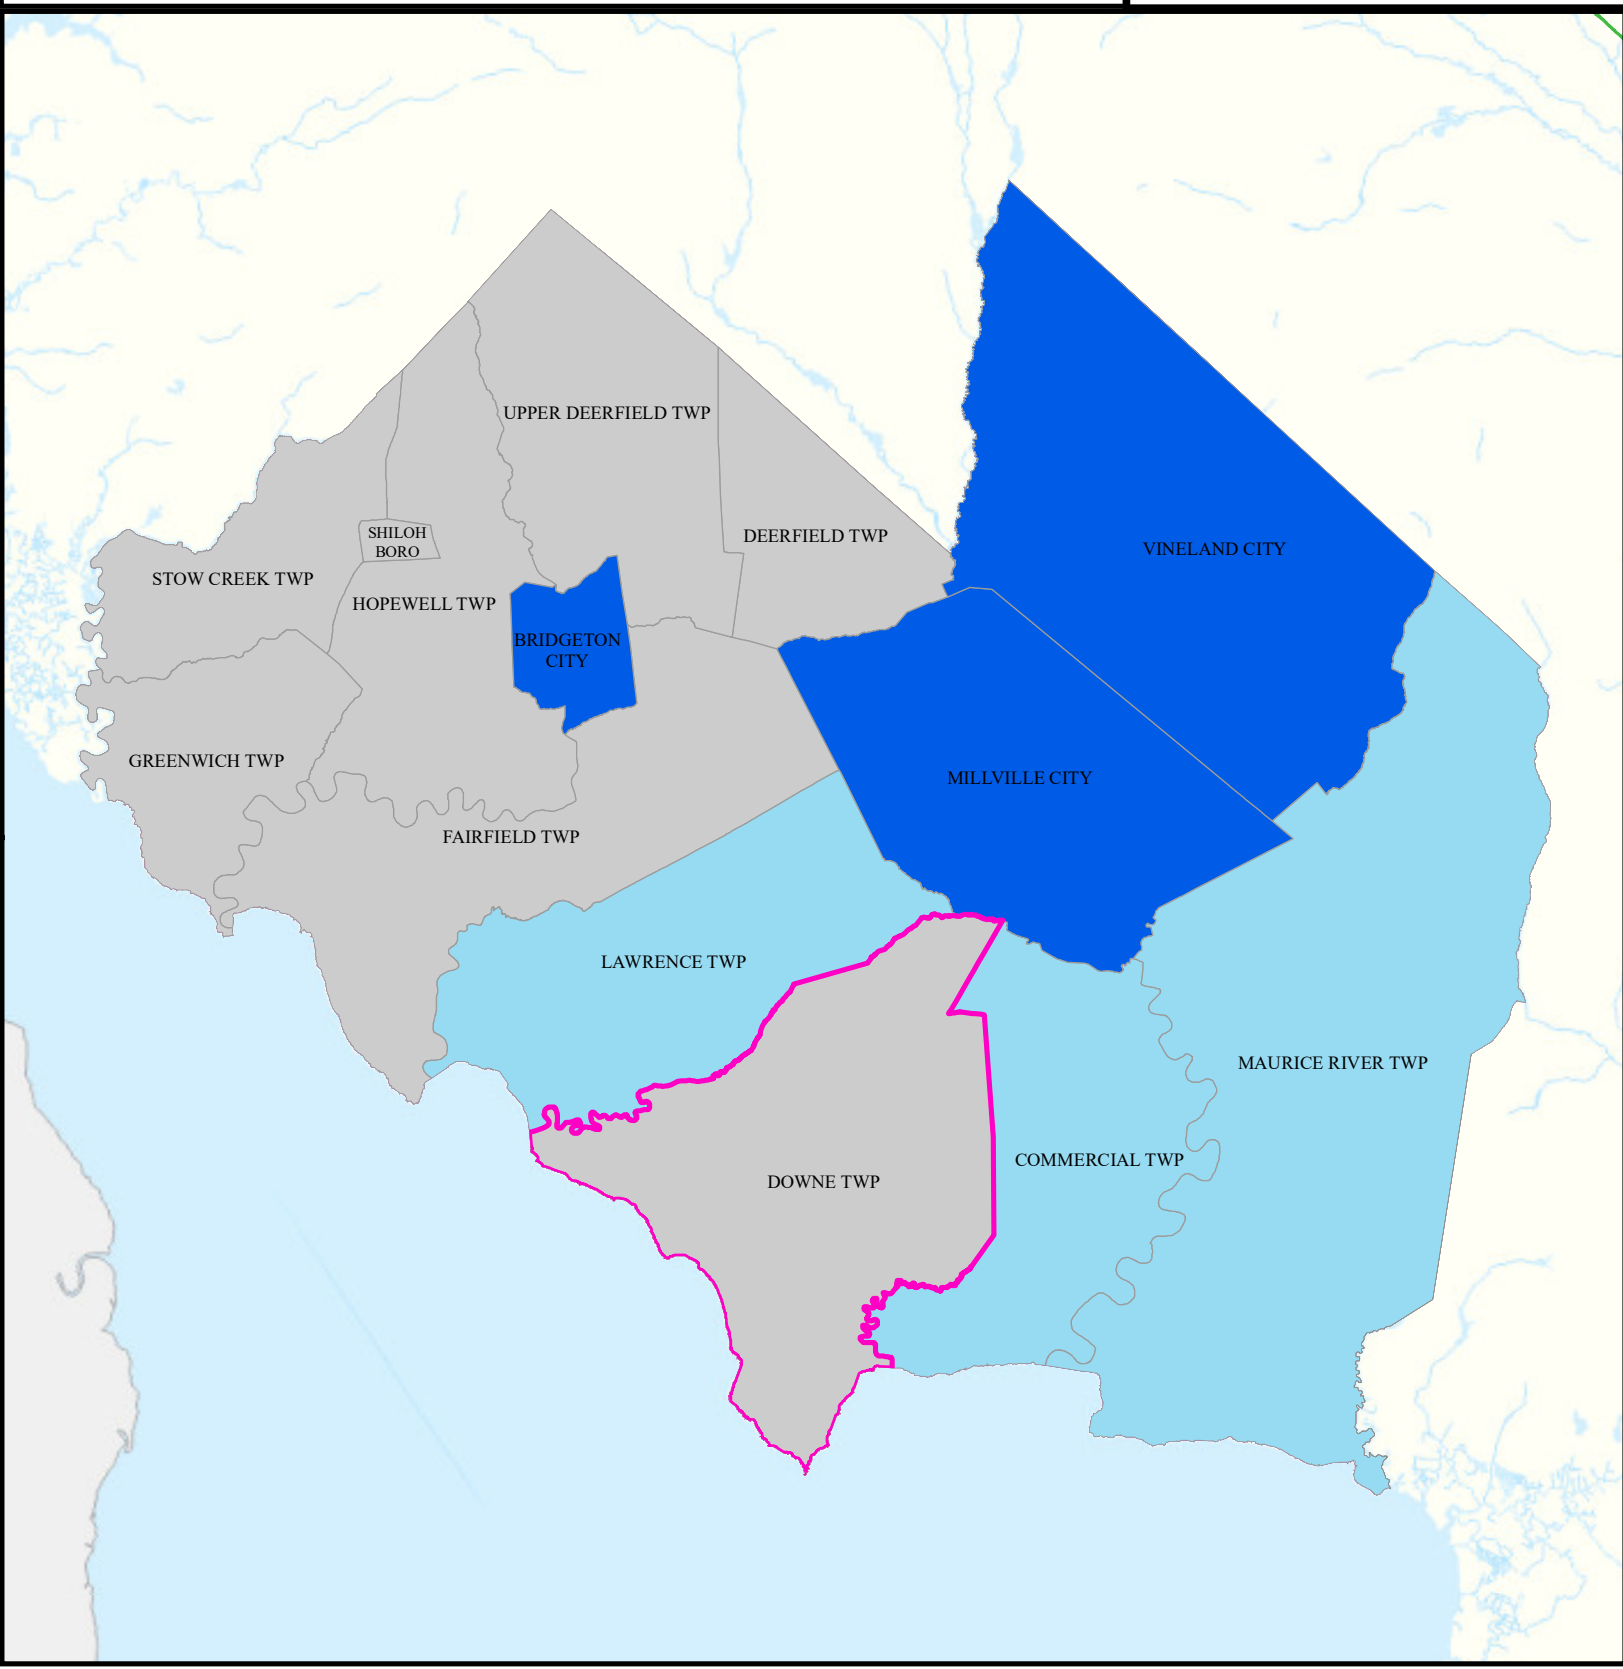 UPPER DEERFIELD TWP
DEERFIELD TWP
SHILOH
BORO
VINELAND CITY
STOW CREEK TWP
HOPEWELL TWP
BRIDGETON
CITY
GREENWICH TWP
MILLVILLE CITY
FAIRFIELD TWP
LAWRENCE TWP
MAURICE RIVER TWP
COMMERCIAL TWP
DOWNE TWP